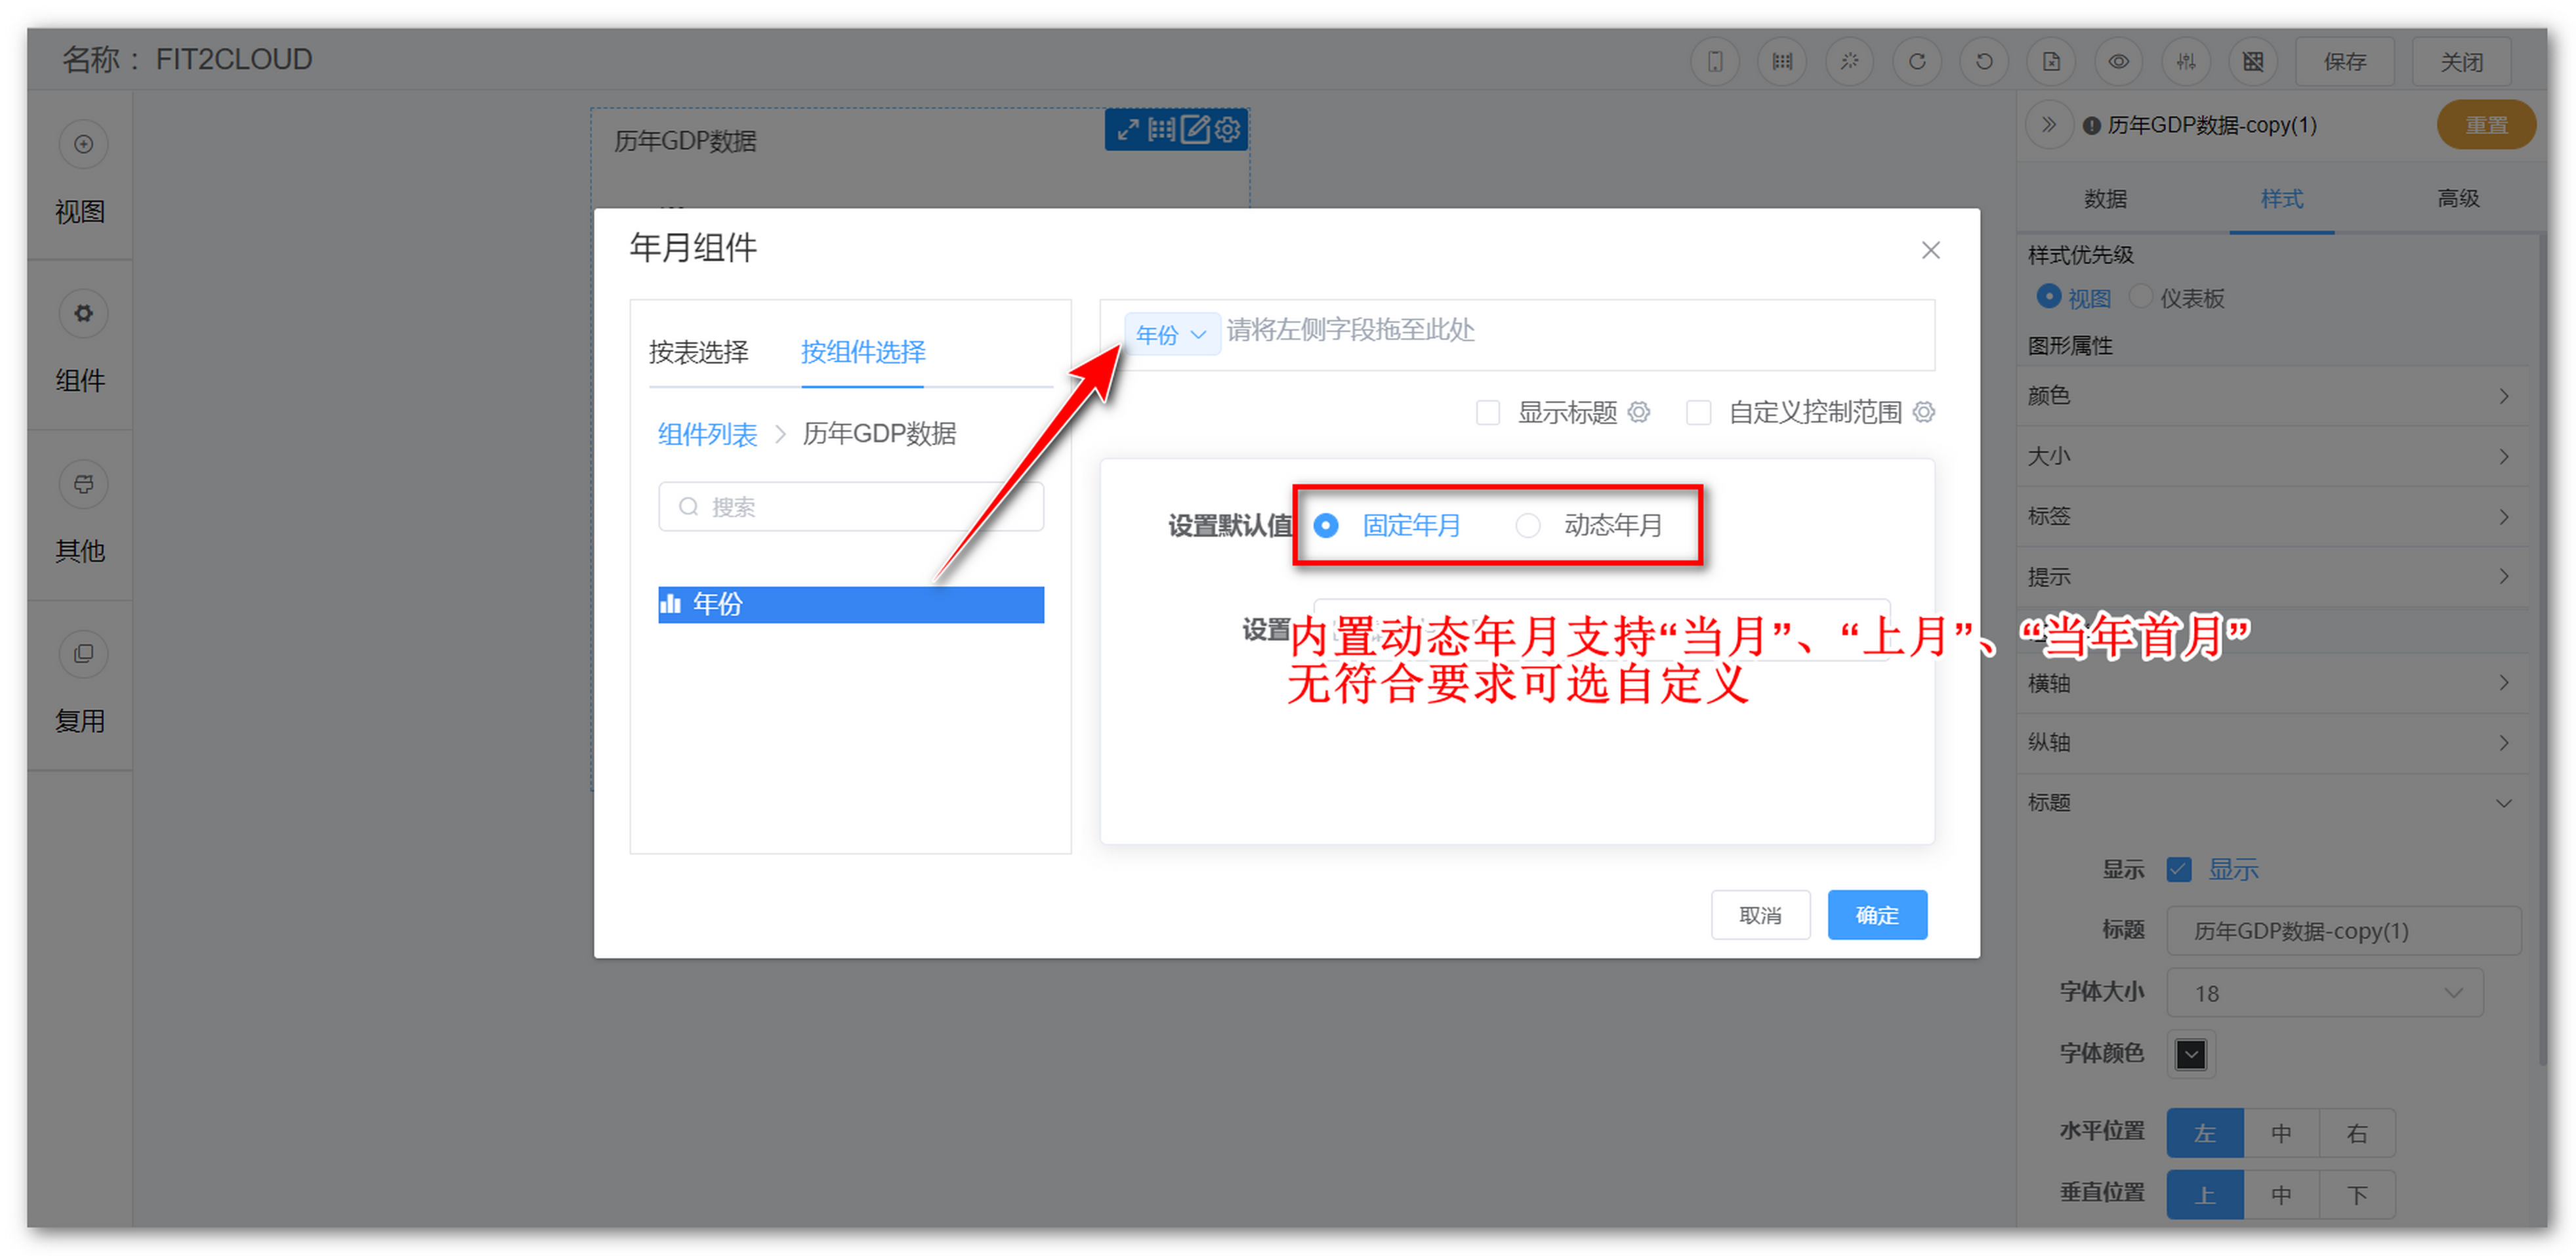 名称： FIT2CLOUD
保存
关闭
视图
组件
其他
复用
历年GDP数据
年月组件
按表选择
按组件选择
组件列表 > 历年GDP数据
搜索
年份
年份
请将左侧字段拖至此处
显示标题
自定义控制范围
设置默认值
固定年月
动态年月
设置
内置动态年月支持“当月”、“上月”、“当年首月”
无符合要求可选自定义
取消
确定
历年GDP数据-copy(1)
重置
数据
样式
高级
样式优先级
视图
仪表板
图形属性
颜色
大小
标签
提示
横轴
纵轴
标题
显示
显示
标题
历年GDP数据-copy(1)
字体大小
18
字体颜色
水平位置
左
中
右
垂直位置
上
中
下